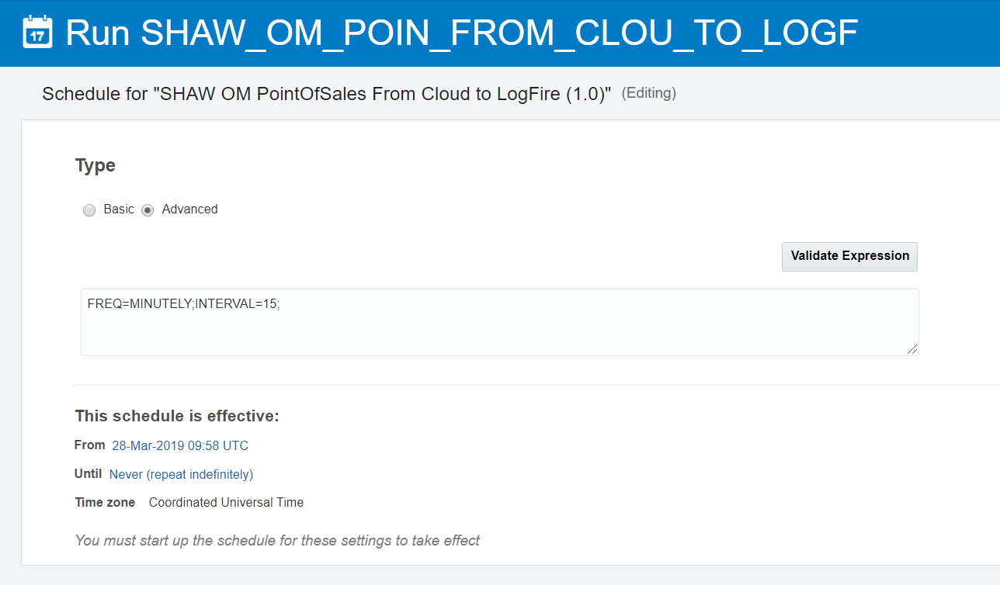 17
Run SHAW_OM_POIN_FROM_CLOU_TO_LOGF
Schedule for "SHAW OM PointOfSales From Cloud to LogFire (1.0)" (Editing)
Type
Basic Advanced
Validate Expression
FREQ=MINUTELY;INTERVAL=15;
This schedule is effective:
From 28-Mar-2019 09:58 UTC
Until Never (repeat indefinitely)
Time zone Coordinated Universal Time
You must start up the schedule for these settings to take effect